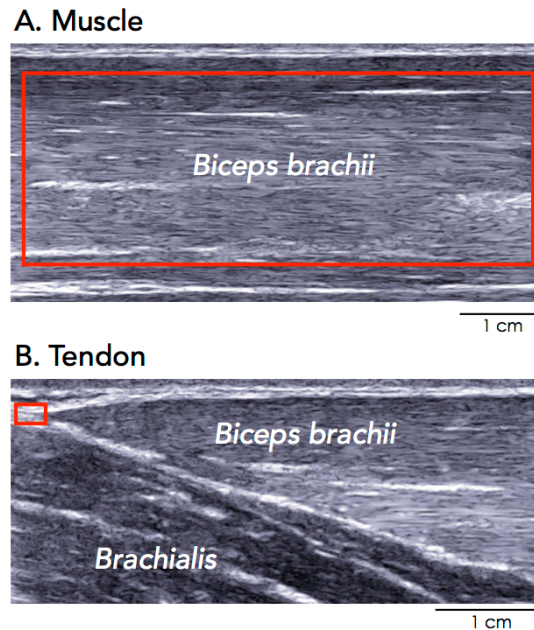 A. Muscle
Biceps brachii
1 cm
B. Tendon
Biceps brachii
Brachialis
1 cm